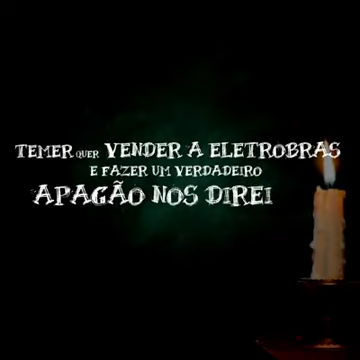 TEMER QUER VENDER A ELETROBRAS
E FAZER UM VERDADEIRO
APAGÃO NOS DIREI